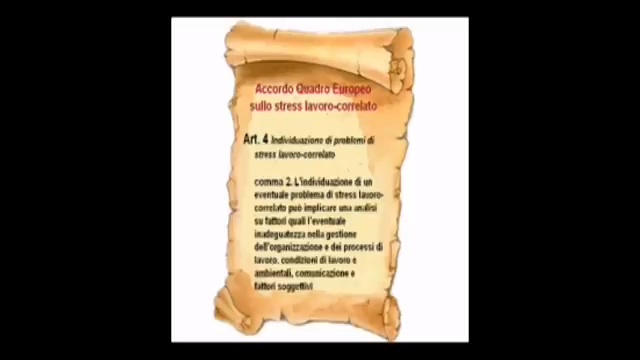 Accordo Quadro Europeo
sullo stress lavoro-correlato
Art. 4 Individuazione di problemi di
stress lavoro-correlato
comma 2. L'individuazione di un
eventuale problema di stress lavoro-
correlato può implicare una analisi
su fattori quali l'eventuale
inadeguatezza nella gestione
dell'organizzazione e dei processi di
lavoro, condizioni di lavoro e
ambientali, comunicazione e
fattori soggettivi